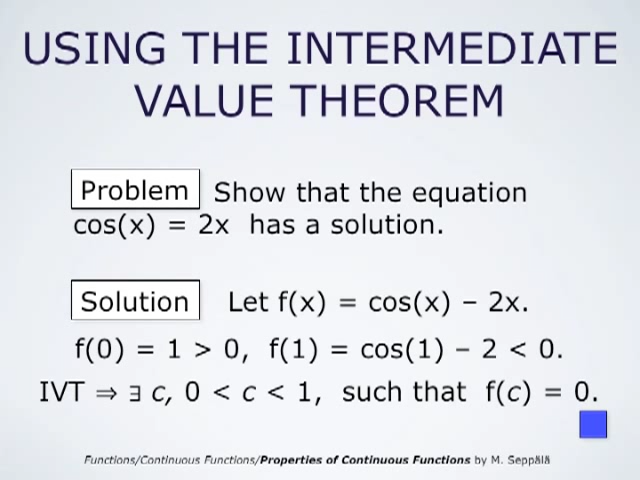 USING THE INTERMEDIATE
VALUE THEOREM
Problem Show that the equation
cos(x) = 2x has a solution.
Solution Let f(x) = cos(x) – 2x.
f(0) = 1 > 0, f(1) = cos(1) – 2 < 0.
IVT ⇒ ∃ c, 0 < c < 1, such that f(c) = 0.
Functions/Continuous Functions/Properties of Continuous Functions by M. Seppälä